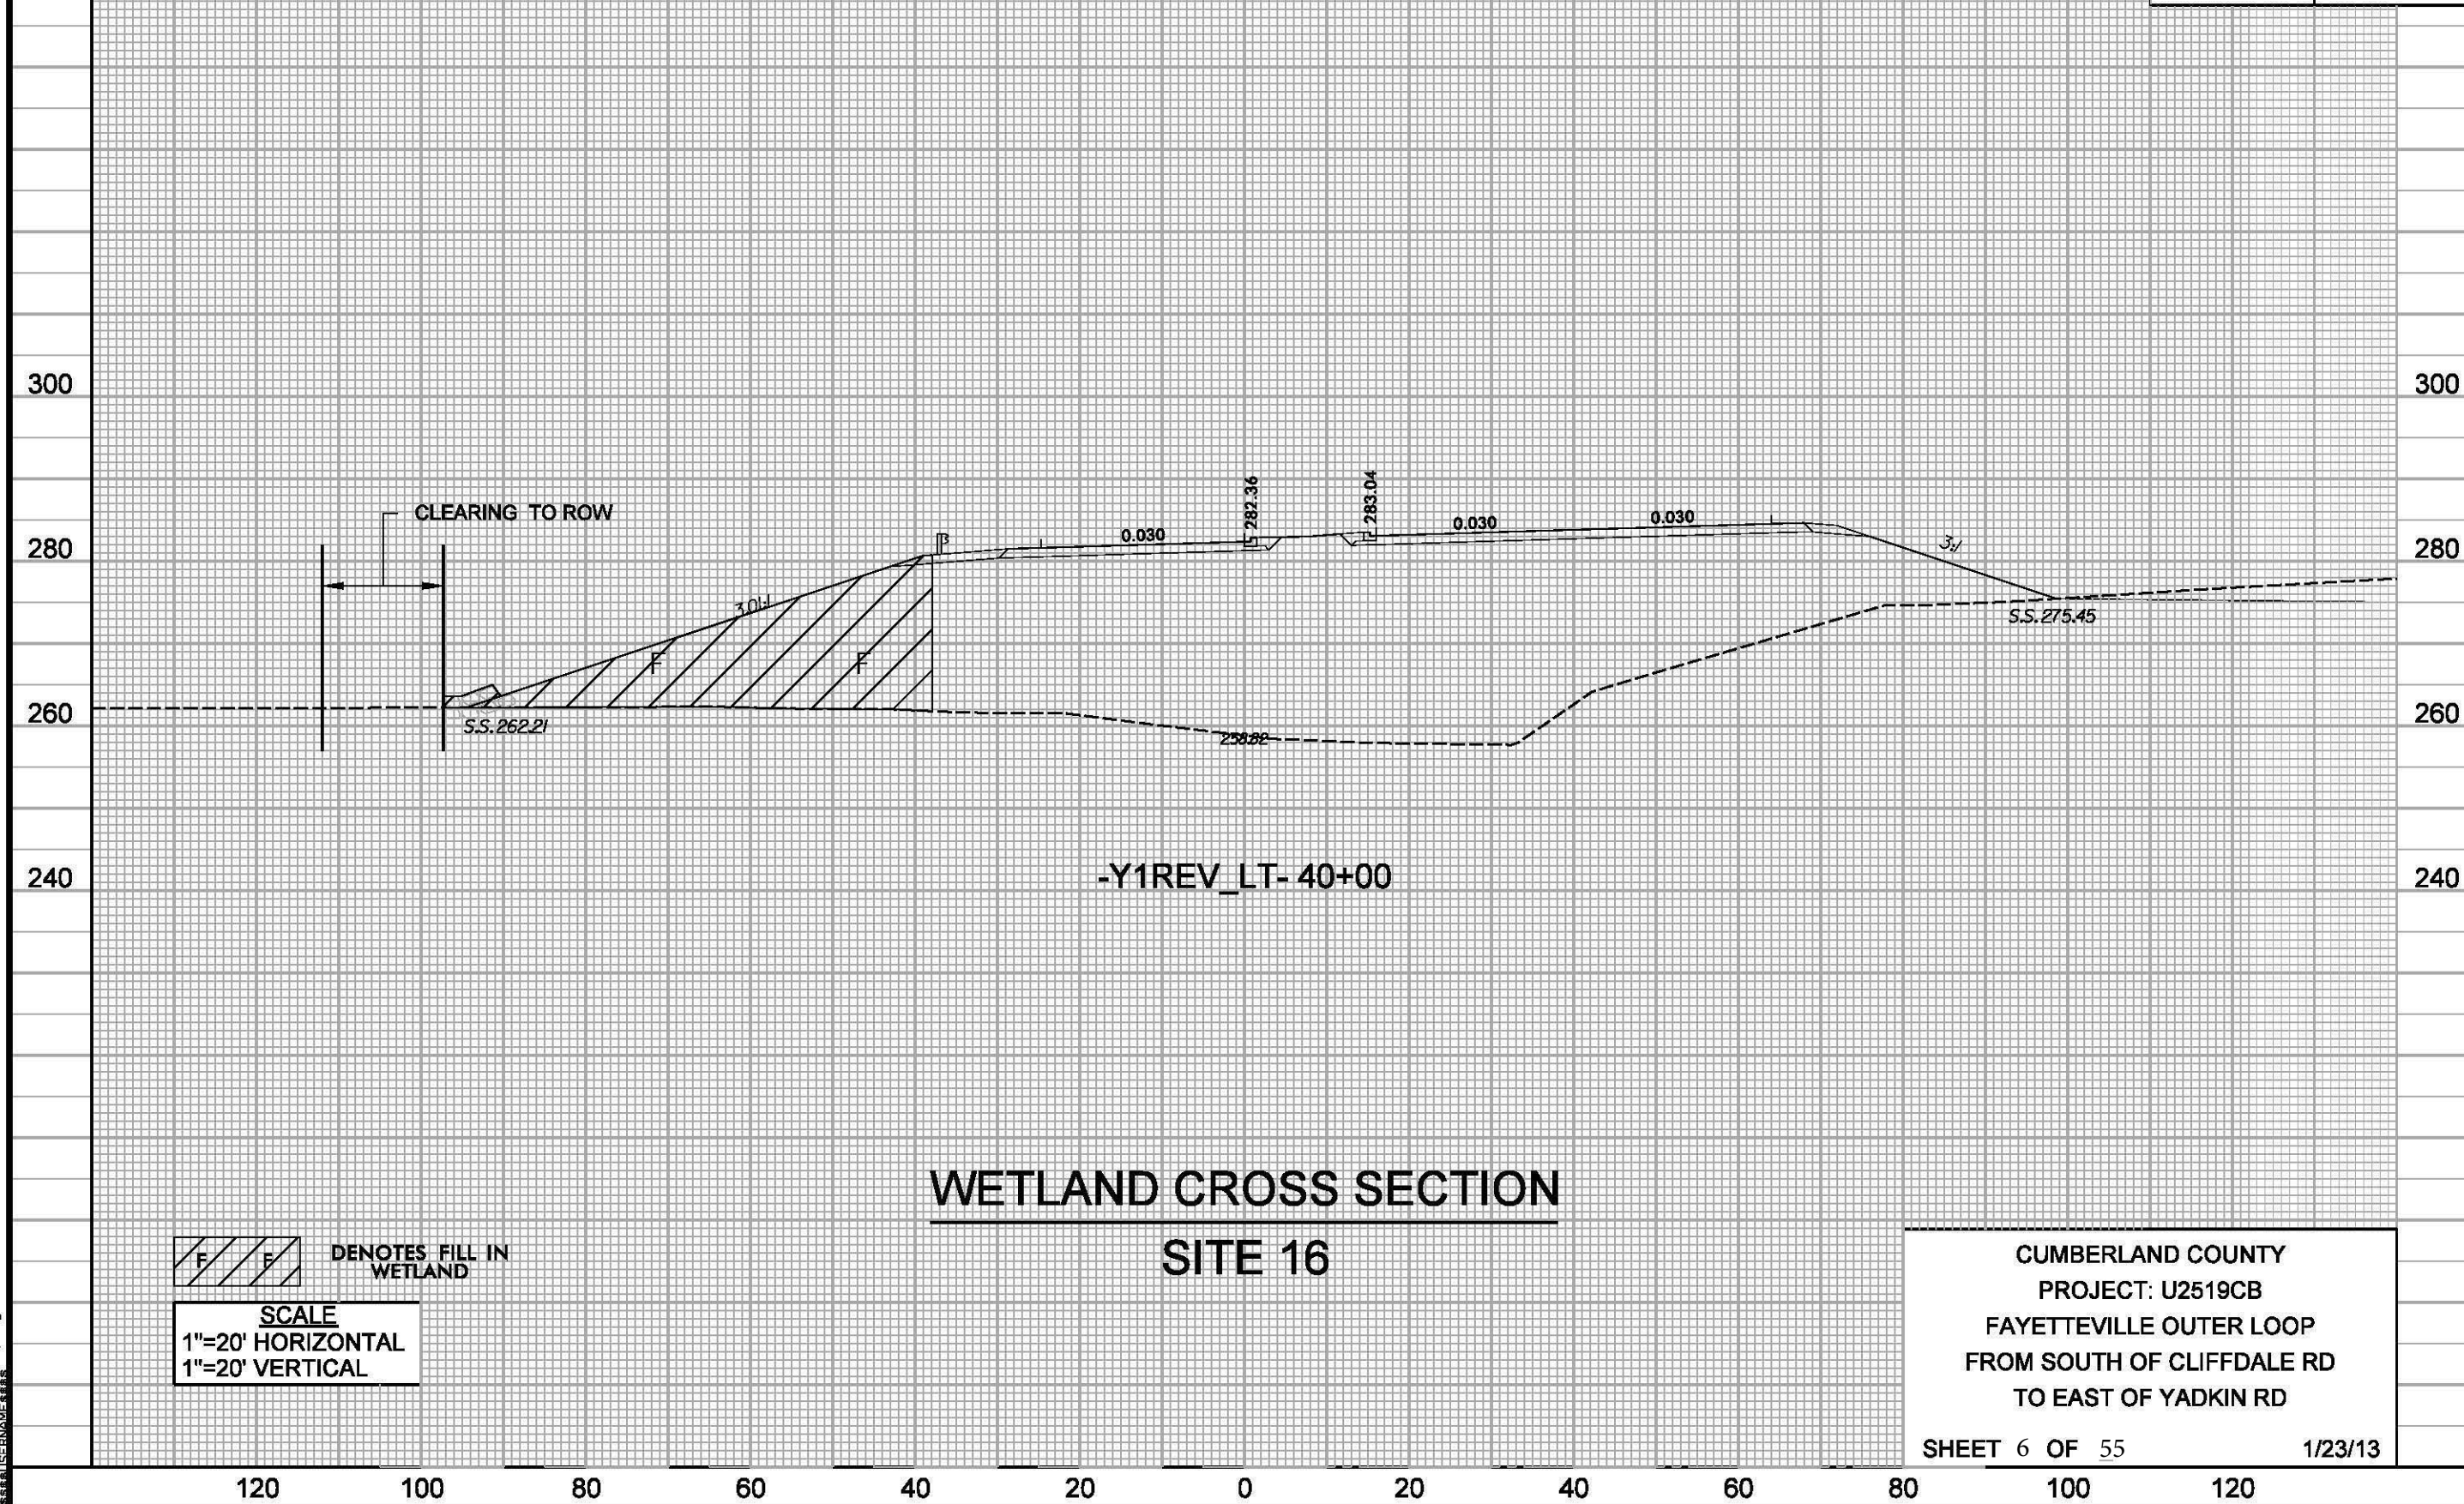 300
300
282.36
283.04
CLEARING TO ROW
0.030
0.030
0.030
280
280
3:1
3.01:1
F
F
S.S. 275.45
260
260
S.S. 262.21
240
-Y1REV_LT- 40+00
240
WETLAND CROSS SECTION
SITE 16
F F
DENOTES FILL IN
WETLAND
SCALE
1"=20' HORIZONTAL
1"=20' VERTICAL
CUMBERLAND COUNTY
PROJECT: U2519CB
FAYETTEVILLE OUTER LOOP
FROM SOUTH OF CLIFFDALE RD
TO EAST OF YADKIN RD
SHEET 6 OF 55 1/23/13
120 100 80 60 40 20 0 20 40 60 80 100 120